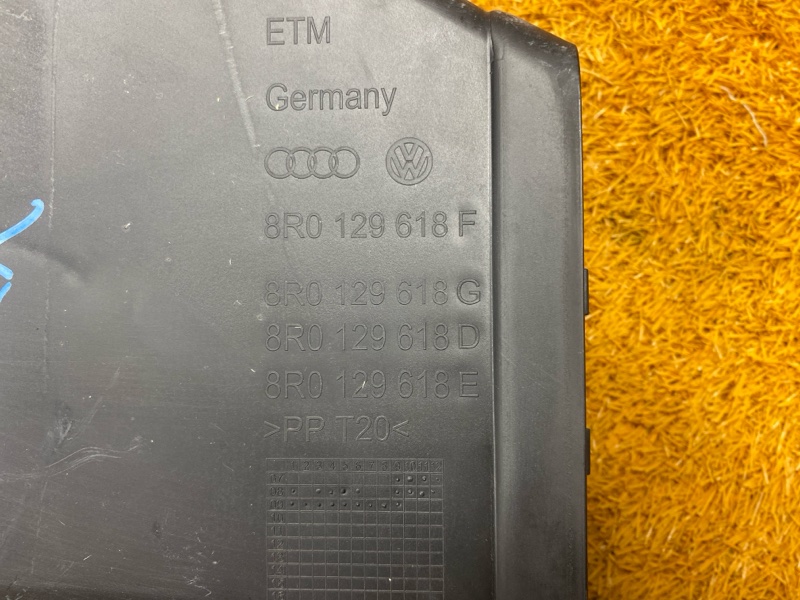 ETM
Germany
8R0 129 618 F
8R0 129 618 G
8R0 129 618 D
8R0 129 618 E
>PP T20<